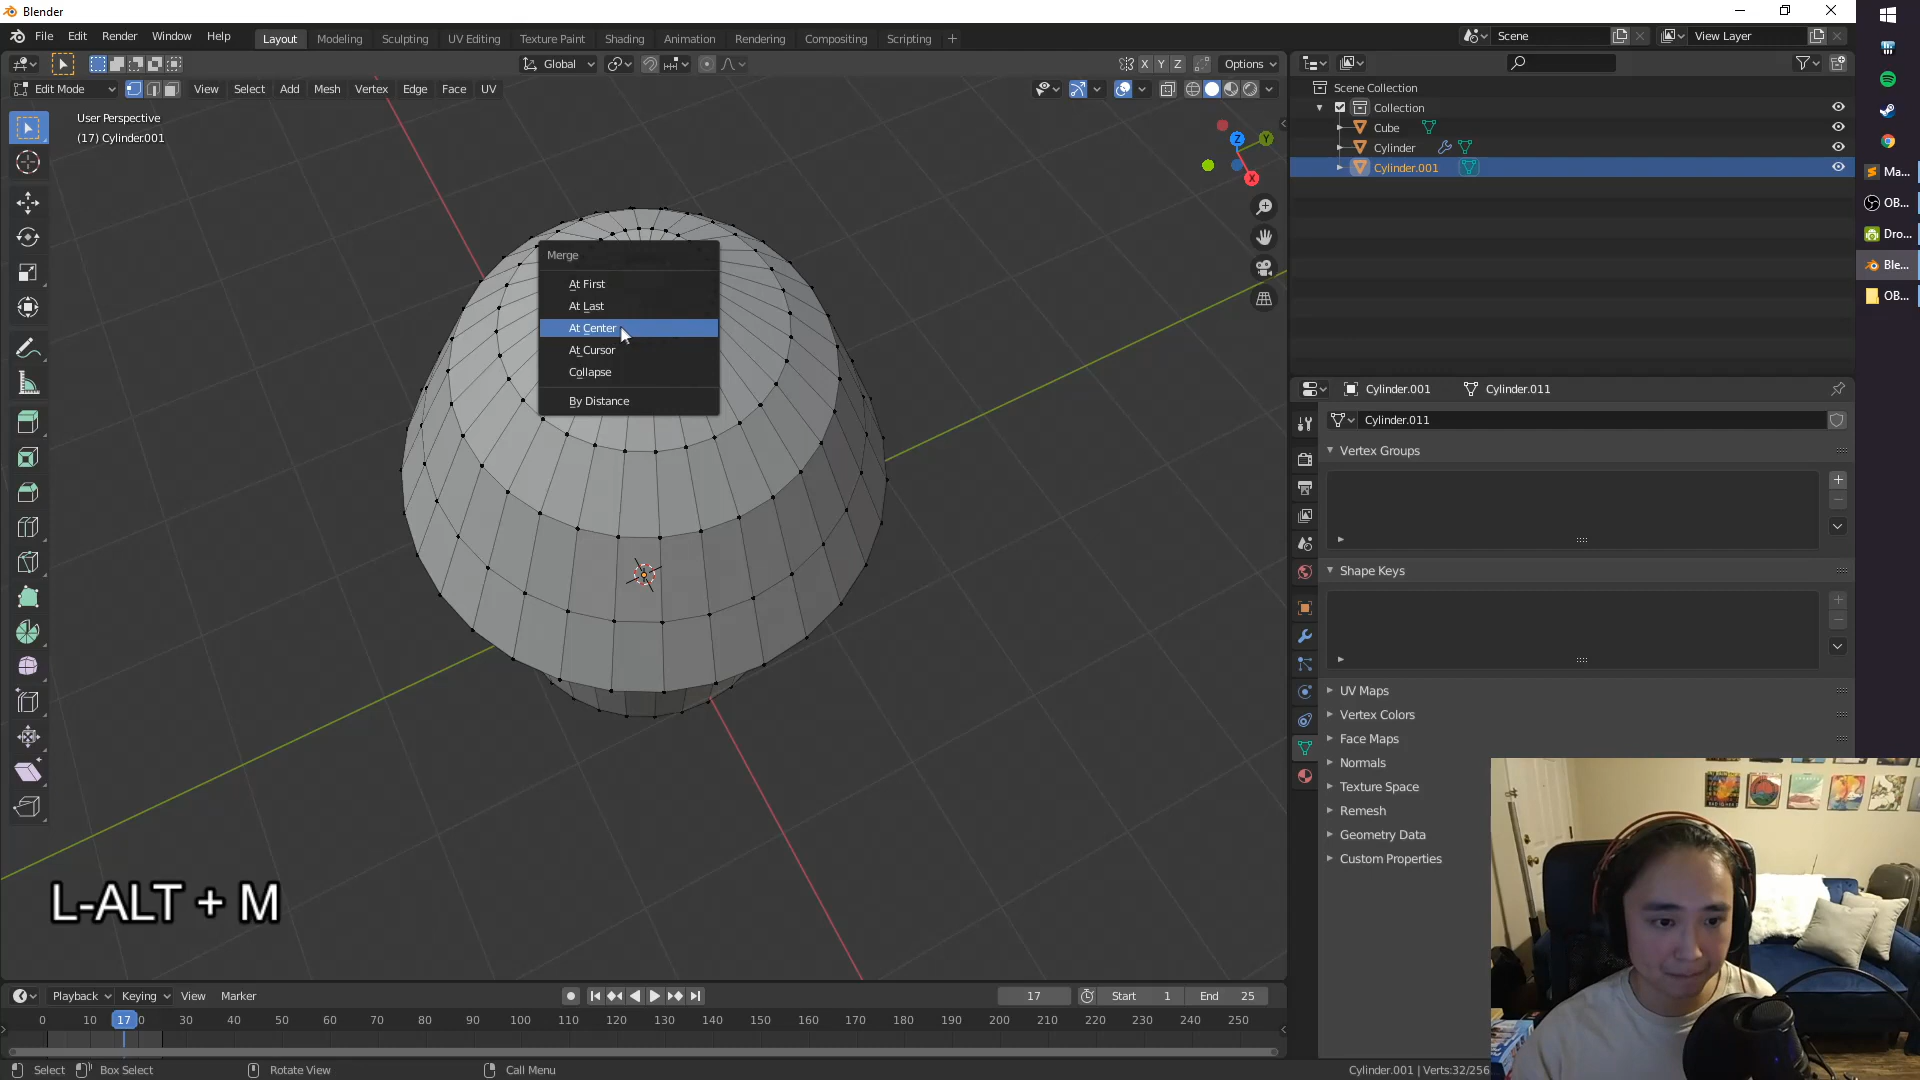 Blender
File Edit Render Window Help
Layout Modeling Sculpting UV Editing Texture Paint Shading Animation Rendering Compositing Scripting +
Scene
View Layer
Global
X Y Z
Options
Edit Mode
View Select Add Mesh Vertex Edge Face UV
User Perspective
(17) Cylinder.001
Z
Y
X
Merge
At First
At Last
At Center
At Cursor
Collapse
By Distance
Scene Collection
Collection
Cube
Cylinder
Cylinder.001
Ma...
OB...
Dro...
Ble...
OB...
Cylinder.001
Cylinder.011
Cylinder.011
Vertex Groups
Shape Keys
UV Maps
Vertex Colors
Face Maps
Normals
Texture Space
Remesh
Geometry Data
Custom Properties
L-ALT + M
Playback Keying View Marker
17
Start 1
End 25
0 10 17 20 30 40 50 60 70 80 90 100 110 120 130 140 150 160 170 180 190 200 210 220 230 240 250
Select Box Select Rotate View Call Menu
Cylinder.001 | Verts:32/256